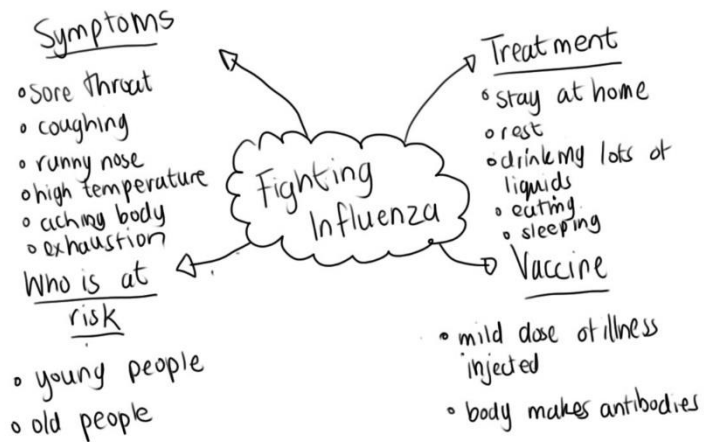 Fighting
Influenza
Symptoms
• sore throat
• coughing
• runny nose
• high temperature
• aching body
• exhaustion
Who is at
risk
• young people
• old people
Treatment
• stay at home
• rest
• drinking lots of
liquids
• eating
• sleeping
Vaccine
• mild dose of illness
injected
• body makes antibodies